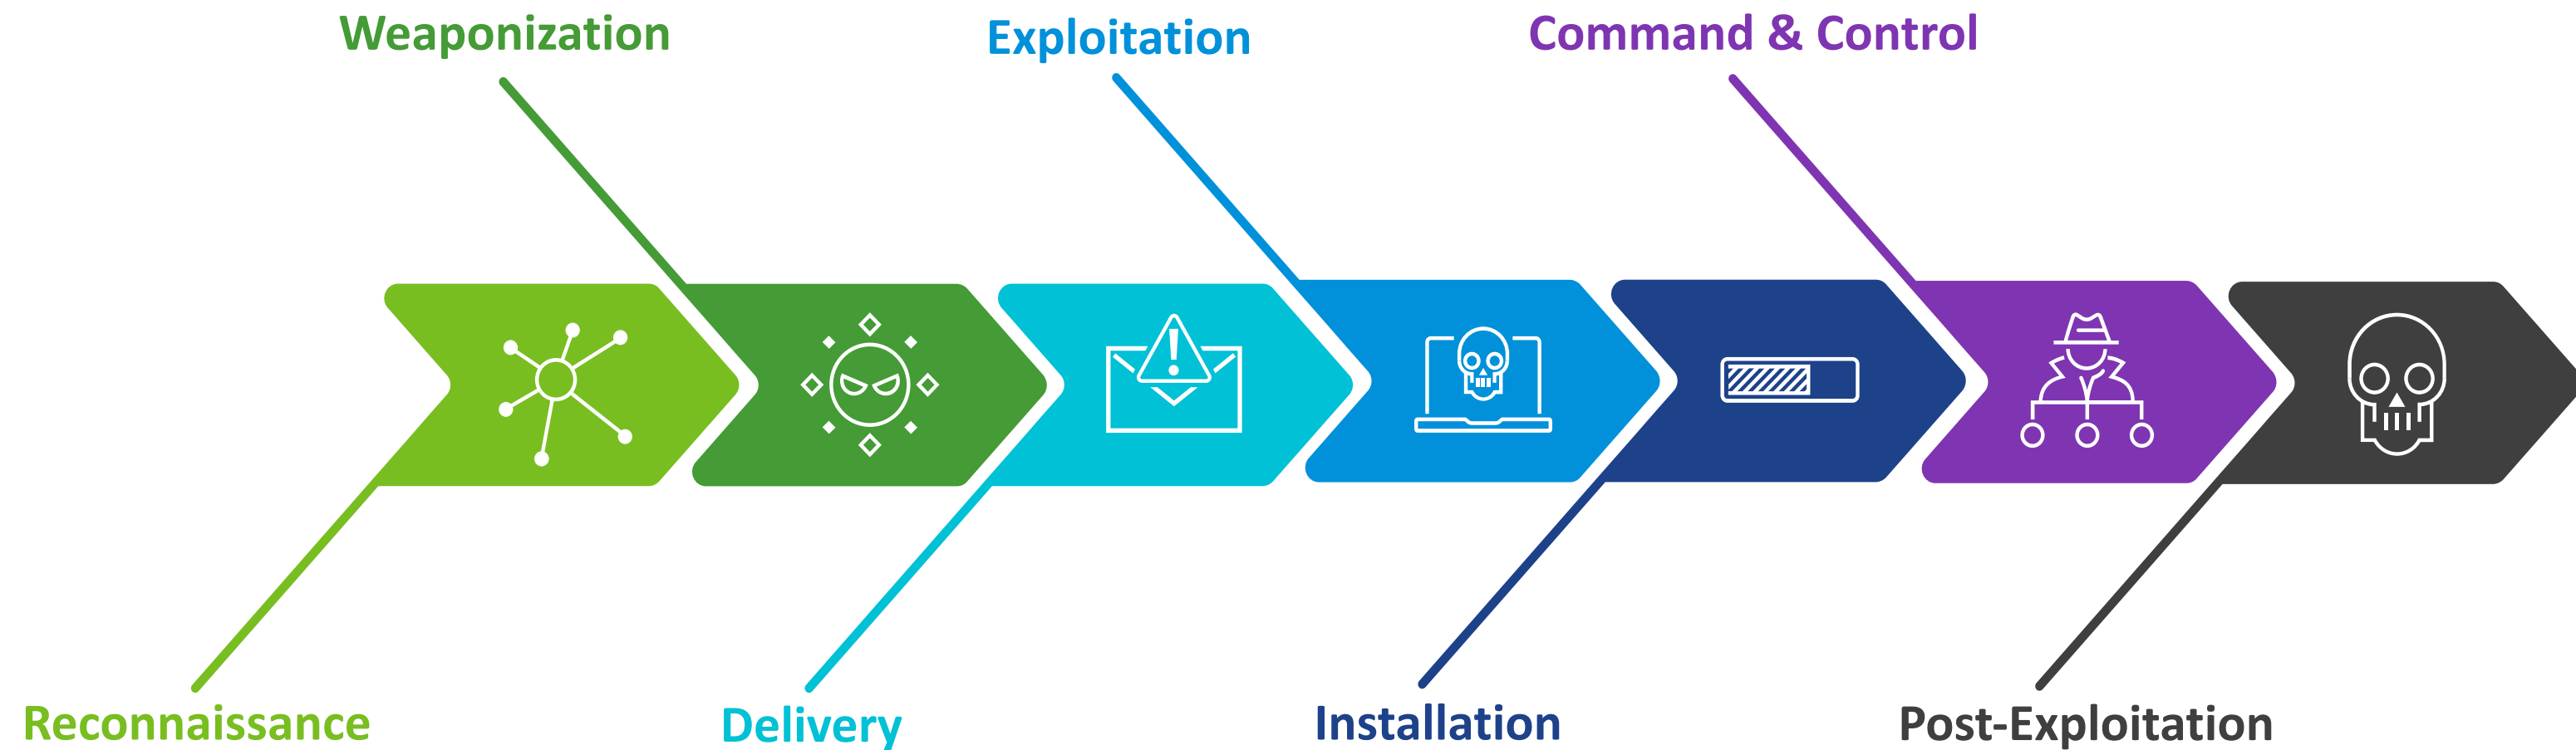 Weaponization
Exploitation
Command & Control
Reconnaissance
Delivery
Installation
Post-Exploitation